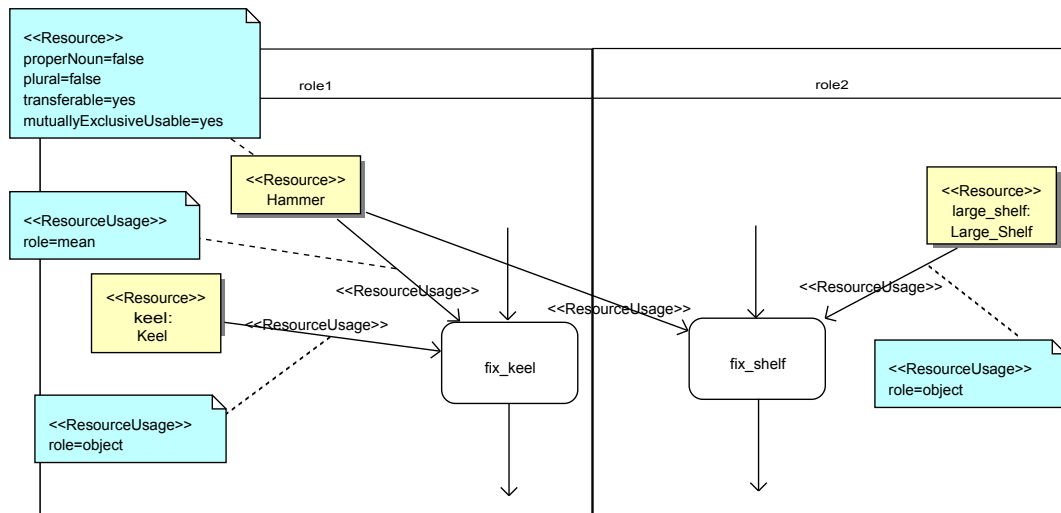 <<Resource>>
properNoun=false
plural=false
transferable=yes
mutuallyExclusiveUsable=yes
role1
role2
<<Resource>>
Hammer
<<Resource>>
large_shelf:
Large_Shelf
<<ResourceUsage>>
role=mean
<<Resource>>
keel:
Keel
<<ResourceUsage>>
<<ResourceUsage>>
<<ResourceUsage>>
<<ResourceUsage>>
fix_keel
fix_shelf
<<ResourceUsage>>
role=object
<<ResourceUsage>>
role=object